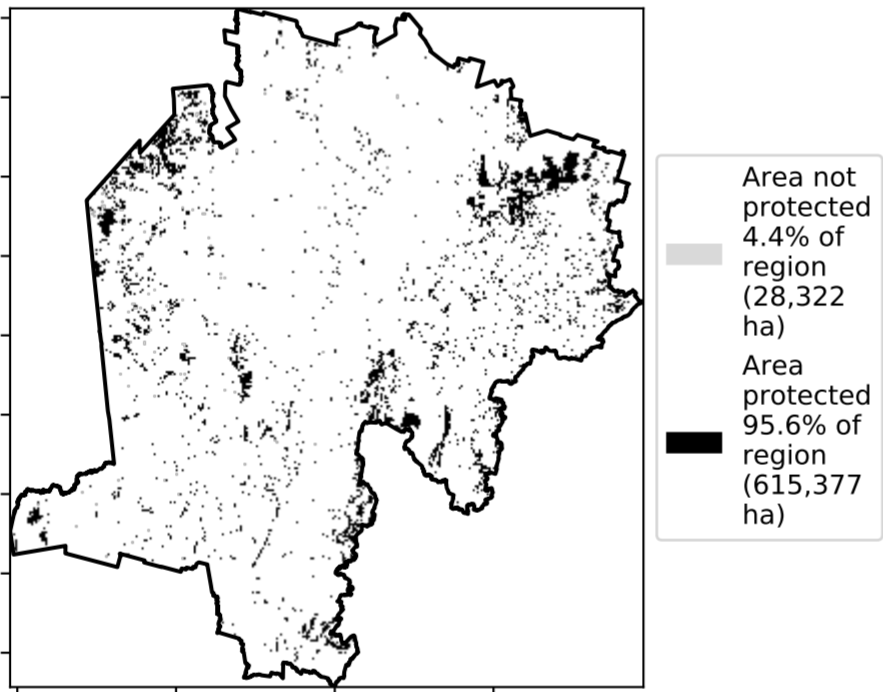 Area not
protected
4.4% of
region
(28,322
ha)
Area
protected
95.6% of
region
(615,377
ha)